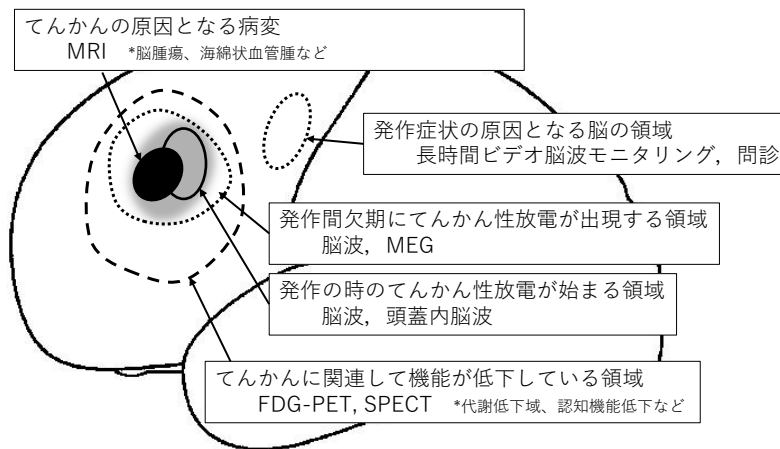 てんかんの原因となる病変
MRI *脳腫瘍、海綿状血管腫など
発作症状の原因となる脳の領域
長時間ビデオ脳波モニタリング，問診
発作間欠期にてんかん性放電が出現する領域
脳波，MEG
発作の時のてんかん性放電が始まる領域
脳波，頭蓋内脳波
てんかんに関連して機能が低下している領域
FDG-PET, SPECT *代謝低下域、認知機能低下など